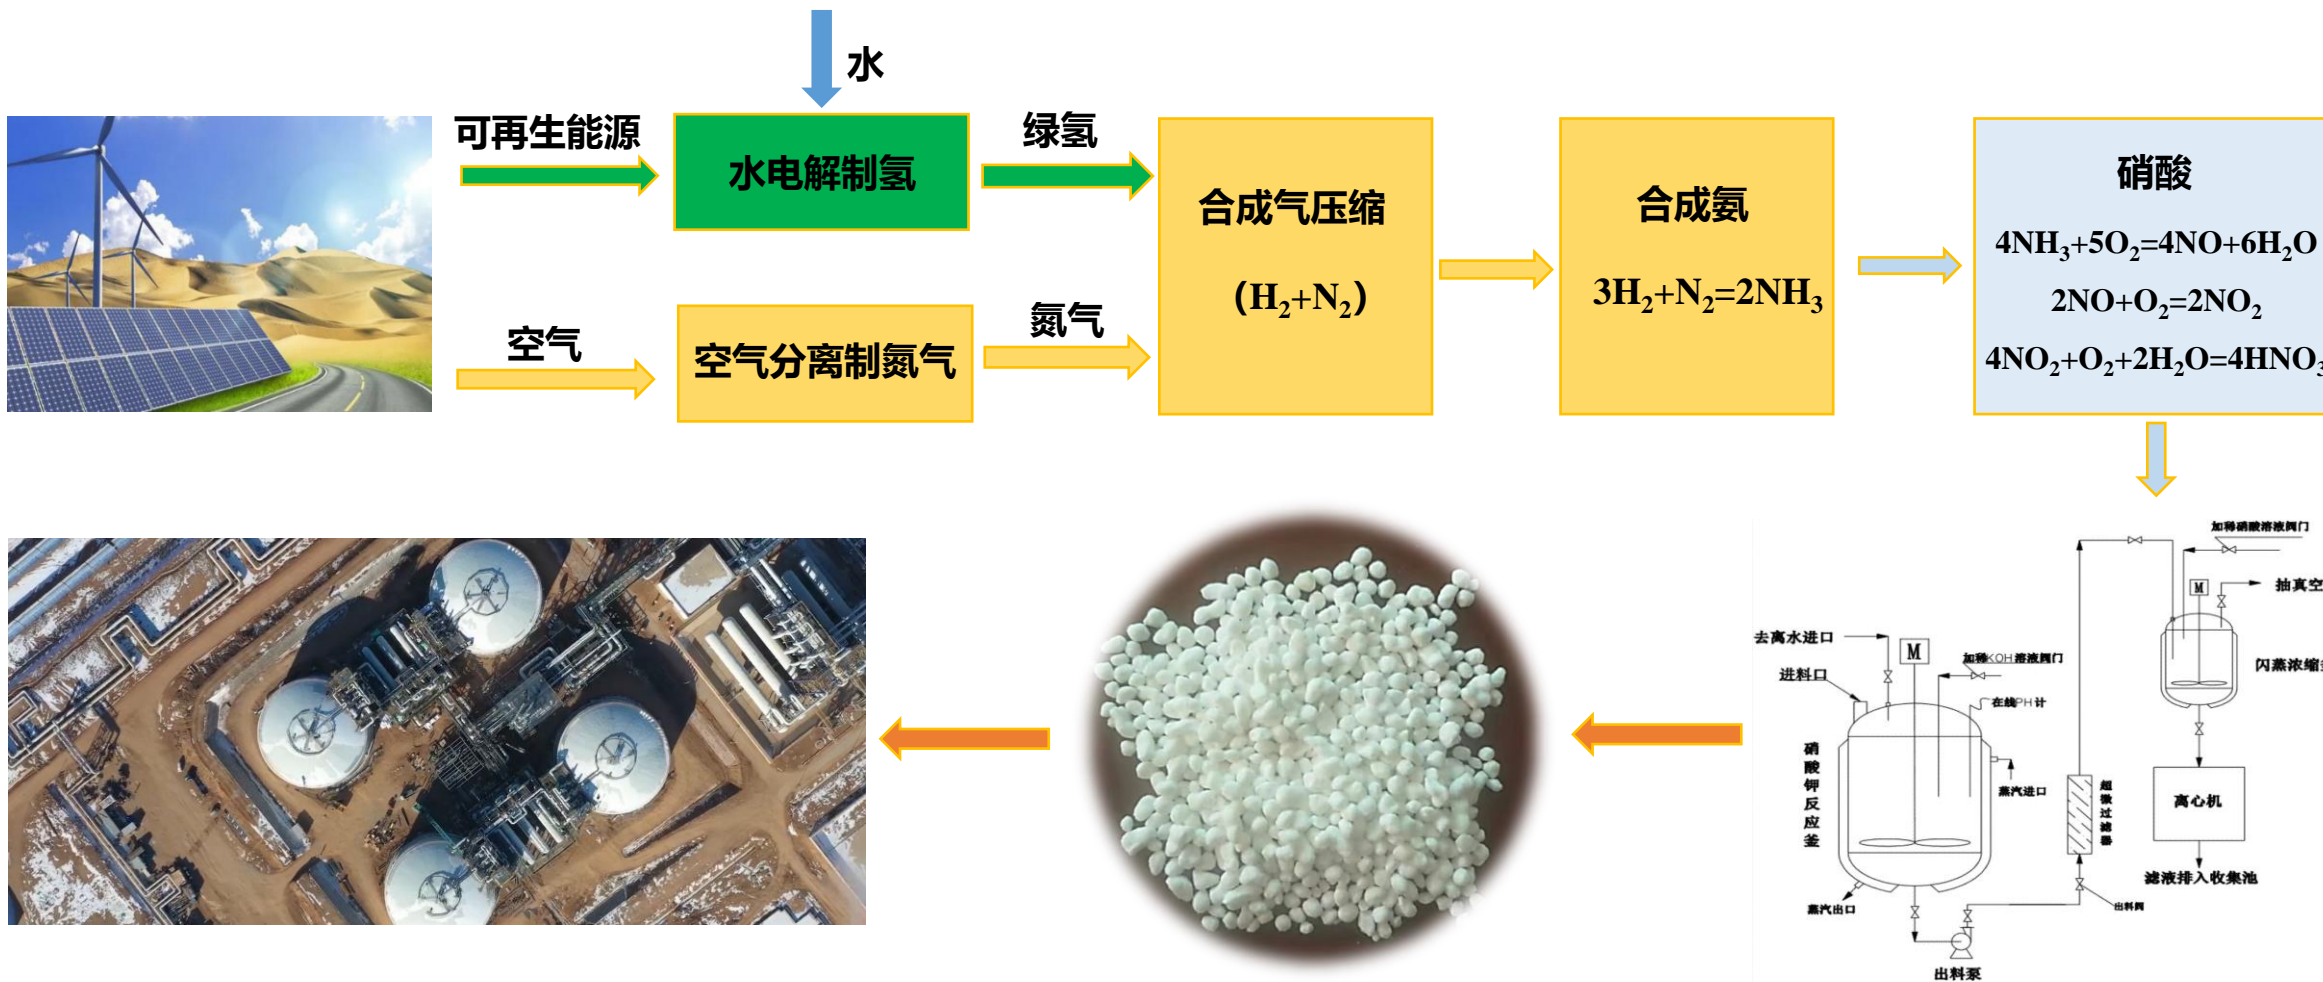 水
可再生能源
水电解制氢
绿氢
空气
空气分离制氮气
氮气
合成气压缩
(H₂+N₂)
合成氨
3H₂+N₂=2NH₃
硝酸
4NH₃+5O₂=4NO+6H₂O
2NO+O₂=2NO₂
4NO₂+O₂+2H₂O=4HNO₃
加稀硝酸溶液阀门
M
抽真空
闪蒸浓缩
去离水进口
M
加稀KOH溶液阀门
进料口
在线PH计
硝酸钾反应釜
蒸汽进口
超微过滤器
离心机
滤液排入收集池
蒸汽出口
出料阀
出料泵